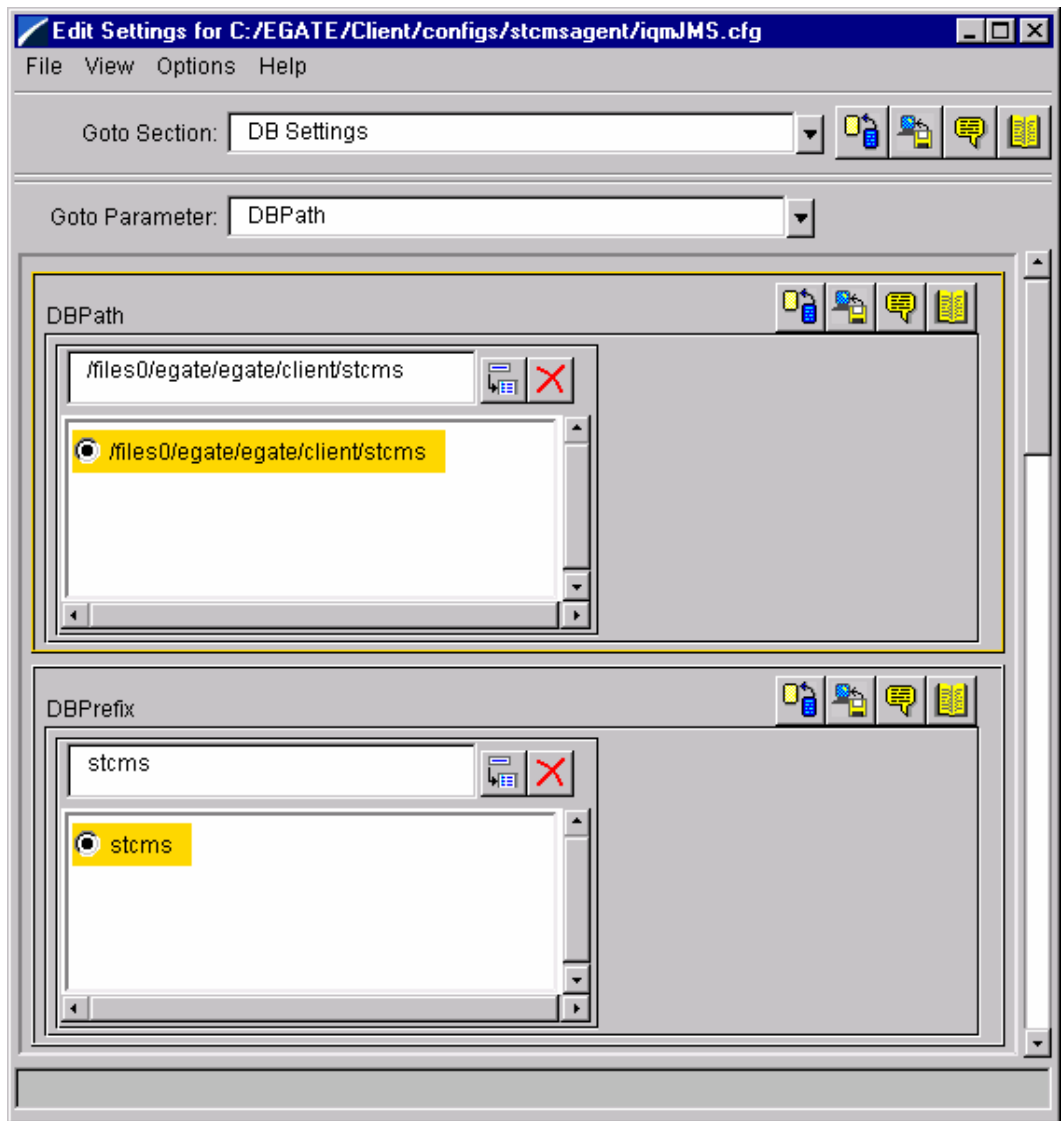 Edit Settings for C:/EGATE/Client/configs/stcmsagent/iqmJMS.cfg
File View Options Help
Goto Section: DB Settings
Goto Parameter: DBPath
DBPath
/files0/egate/egate/client/stcms
/files0/egate/egate/client/stcms
DBPrefix
stcms
stcms